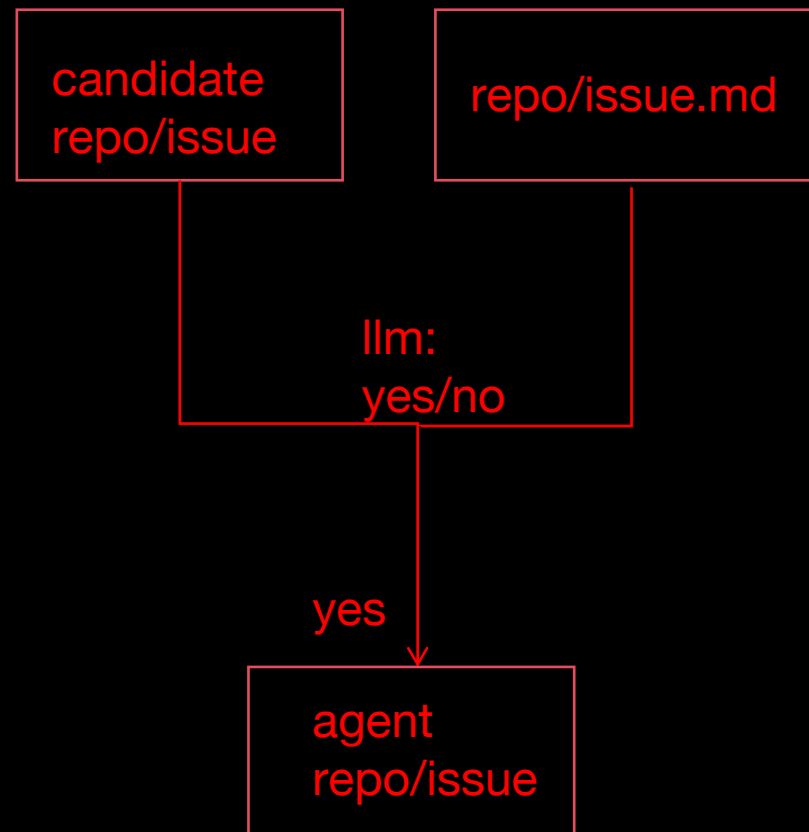 candidate
repo/issue
repo/issue.md
llm:
yes/no
yes
agent
repo/issue